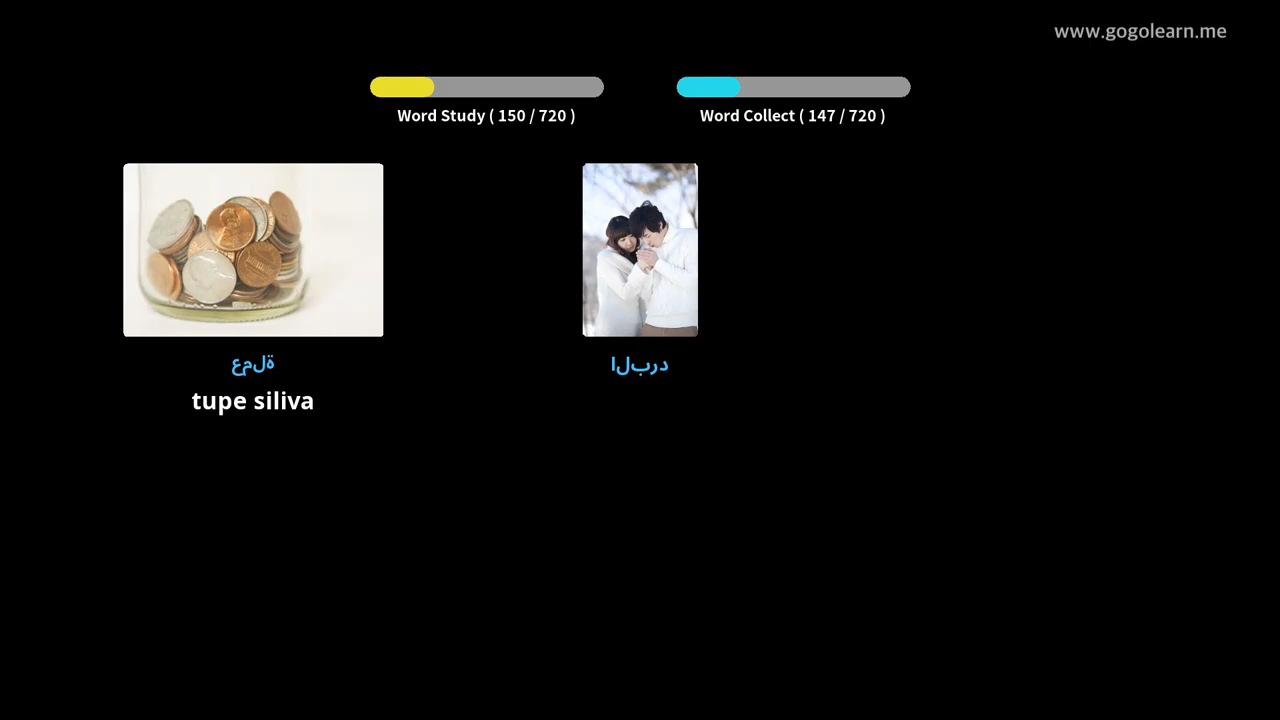 www.gogolearn.me
Word Study ( 150 / 720 )
Word Collect ( 147 / 720 )
عملة
البرد
tupe siliva